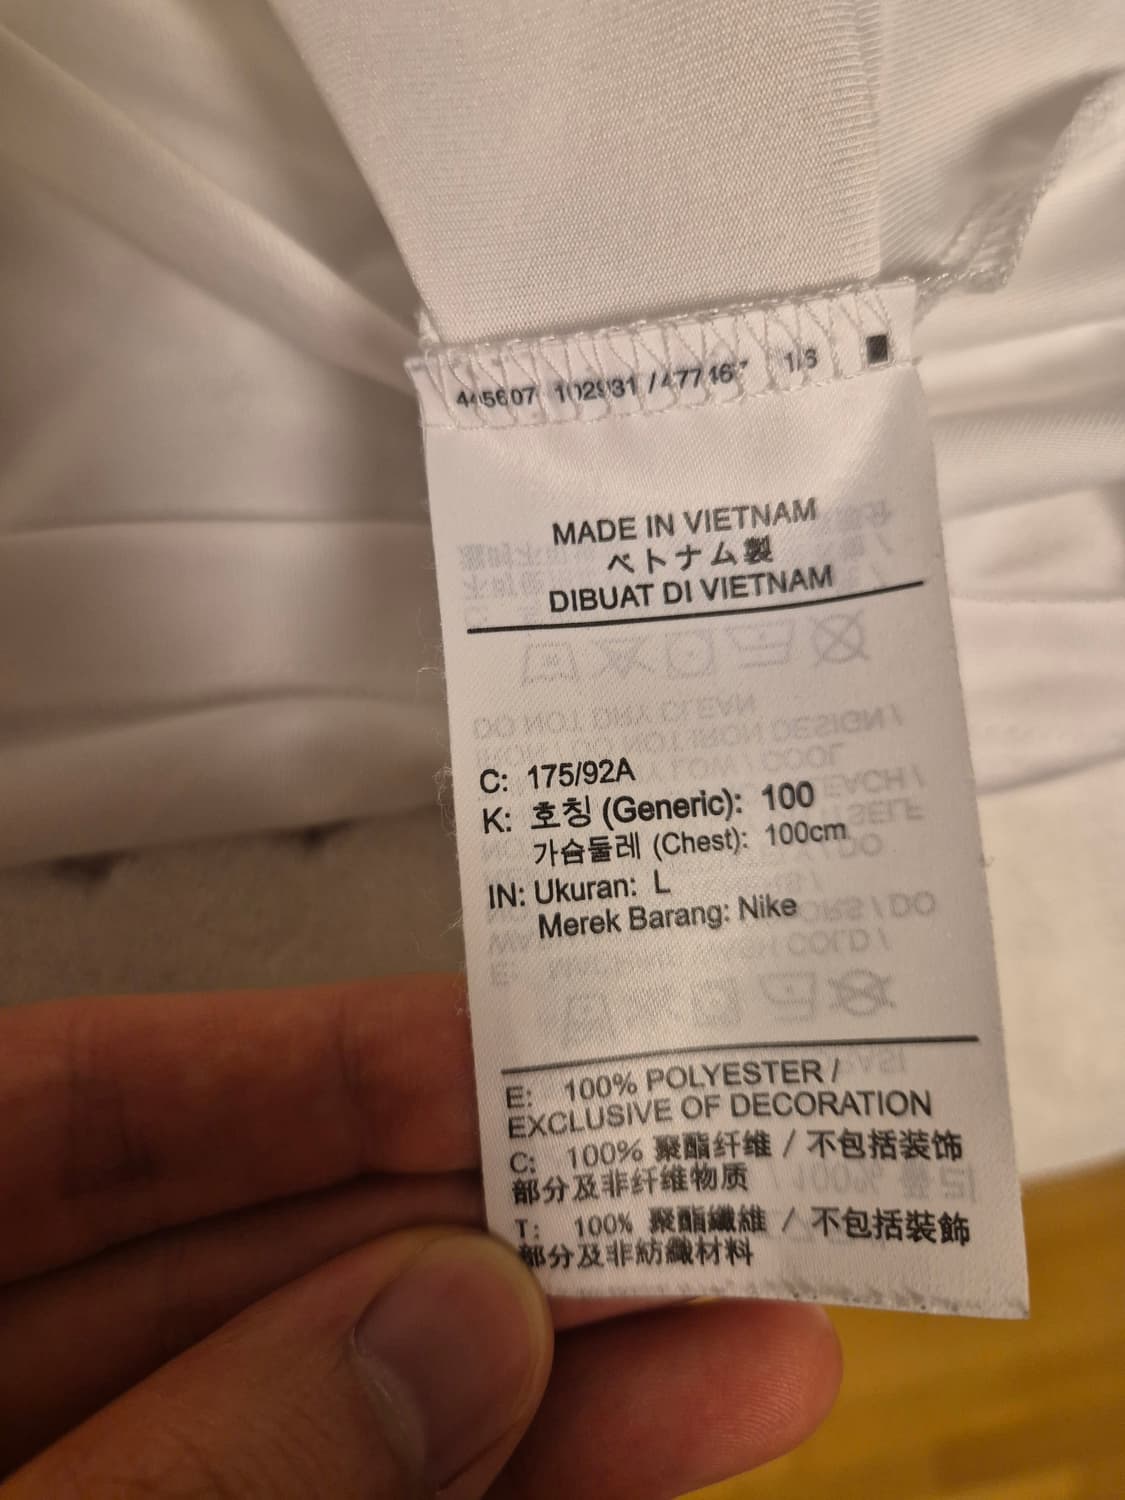 MADE IN VIETNAM
ベトナム製
DIBUAT DI VIETNAM
C: 175/92A
K: 호칭 (Generic): 100
가슴둘레 (Chest): 100cm
IN: Ukuran: L
Merek Barang: Nike
E: 100% POLYESTER /
EXCLUSIVE OF DECORATION
C: 100% 聚酯纤维 / 不包括装饰
部分及非纤维物质
T: 100% 聚酯纖維 / 不包括裝飾
部分及非紡織材料